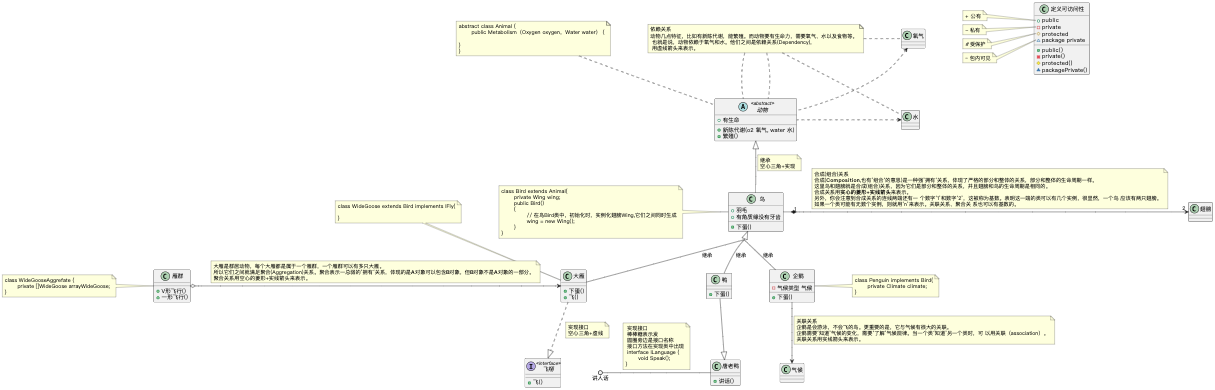 abstract class Animal {
public Metabolism（Oxygen oxygen，Water water） {
}
}
依赖关系
动物几点特征，比如有新陈代谢，能繁殖。而动物要有生命力，需要氧气，水以及食物等。
也就是说，动物依赖于氧气和水。他们之间是依赖关系(Dependency),
用虚线箭头来表示。
氧气
+ 公有
- 私有
# 受保护
~ 包内可见
定义可访问性
public
private
protected
package private
public()
private()
protected()
packagePrivate()
«abstract»
动物
有生命
新陈代谢(o2 氧气, water 水)
繁殖()
水
继承
空心三角+实现
class Bird extends Animal{
private Wing wing;
public Bird()
{
// 在鸟Bird类中，初始化时，实例化翅膀Wing,它们之间同时生成
wing = new Wing();
}
}
鸟
羽毛
有角质喙没有牙齿
下蛋()
合成(组合)关系
合成(Composition,也有'组合'的意思)是一种强'拥有'关系，体现了严格的部分和整体的关系，部分和整体的生命周期一样。
这里鸟和翅膀就是合成(组合)关系，因为它们是部分和整体的关系，并且翅膀和鸟的生命周期是相同的。
合成关系用实心的菱形+实线箭头来表示。
另外，你会注意到合成关系的连线两端还有一个数字'1'和数字'2'，这被称为基数。表明这一端的类可以有几个实例，很显然，一个鸟 应该有两只翅膀。
如果一个类可能有无数个实例，则就用'n'来表示。关联关系、聚合关系也可以有基数的。
1
2
翅膀
class WideGoose extends Bird implements IFly{
}
继承
继承
class WideGooseAggrefate {
private []WideGoose arrayWideGoose;
}
雁群
V形飞行()
一形飞行()
大雁是群居动物，每个大雁都是属于一个雁群，一个雁群可以有多只大雁。
所以它们之间就满足聚合(Aggregation)关系。聚合表示一总弱的'拥有'关系，体现的是A对象可以包含B对象，但B对象不是A对象的一部分。
聚合关系用空心的菱形+实线箭头来表示。
大雁
下蛋()
飞()
鸭
下蛋()
企鹅
气候类型 气候
下蛋()
class Penguin implements Bird{
private Climate climate;
}
实现接口
空心三角+虚线
实现接口
棒棒糖表示发
圆圈旁边是接口名称
接口方法在实现类中出现
interface ILanguage {
void Speak();
}
关联关系
企鹅是会游泳，不会飞的鸟。更重要的是，它与气候有很大的关联。
企鹅需要'知道'气候的变化，需要'了解'气候规律。当一个类'知道'另一个类时，可 以用关联（association）。
关联关系用实线箭头来表示。
«interface»
飞翔
飞()
讲人话
唐老鸭
讲话()
气候